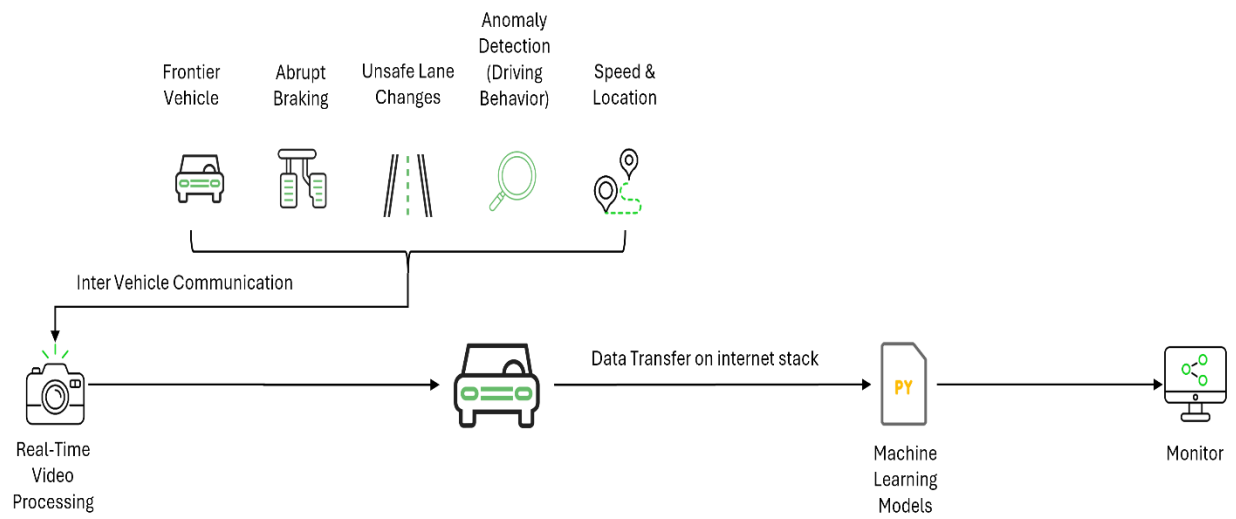 Frontier
Vehicle
Abrupt
Braking
Unsafe Lane
Changes
Anomaly
Detection
(Driving
Behavior)
Speed &
Location
Inter Vehicle Communication
Data Transfer on internet stack
PY
Real-Time
Video
Processing
Machine
Learning
Models
Monitor